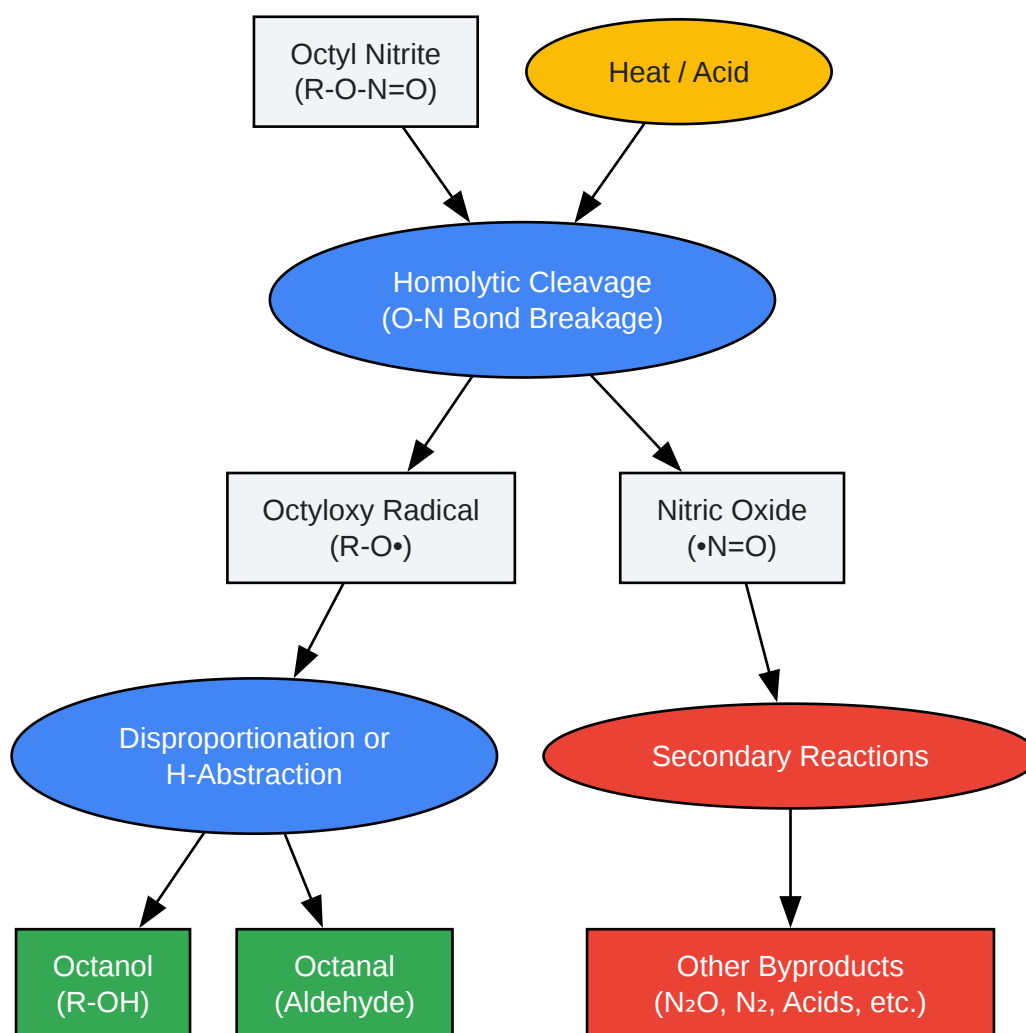 Octyl Nitrite
(R-O-N=O)
Heat / Acid
Homolytic Cleavage
(O-N Bond Breakage)
Octyloxy Radical
(R-O•)
Nitric Oxide
(•N=O)
Disproportionation or
H-Abstraction
Secondary Reactions
Octanol
(R-OH)
Octanal
(Aldehyde)
Other Byproducts
(N₂O, N₂, Acids, etc.)